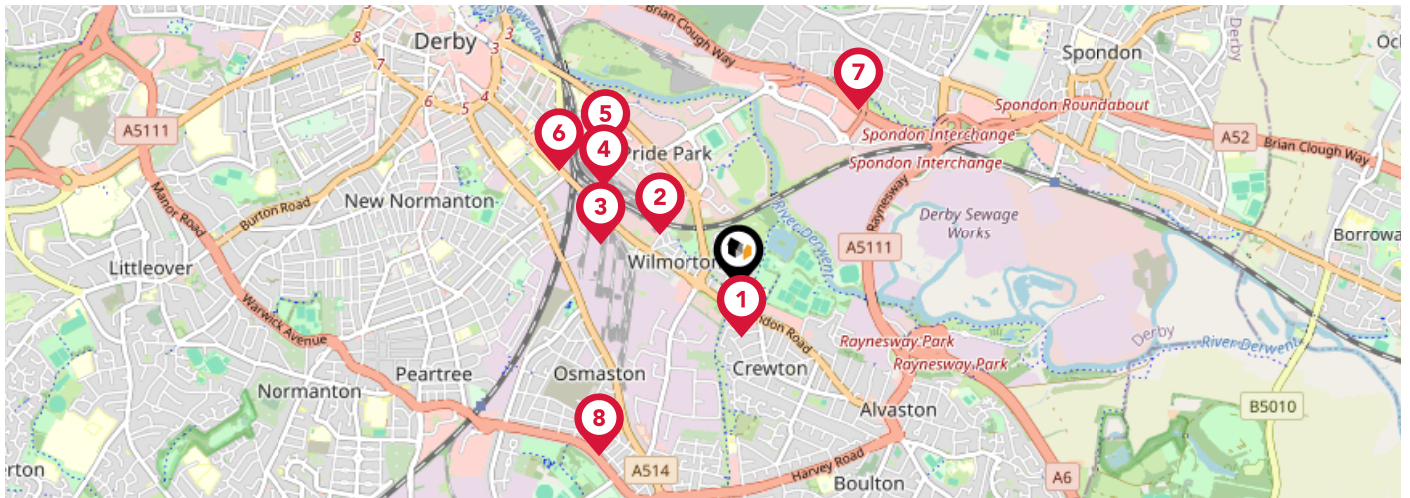 Brian Clough Way
Derby
Spondon
Derby
8
3
3
7
6
5
4
7
5
6
4
Pride Park
A5111
Spondon Roundabout
Spondon Interchange
A52
Brian Clough Way
Spondon Interchange
Manor Road
Burton Road
New Normanton
3
2
River Derwent
Raynesway
Derby Sewage
Works
A5111
Borrowa
Littleover
Wilmorton
1
Warwick Avenue
Raynesway Park
Raynesway Park
Derby
River Derwent
Peartree
Osmaston
Crewton
Normanton
Alvaston
8
B5010
erton
A514
Harvey Road
Boulton
A6